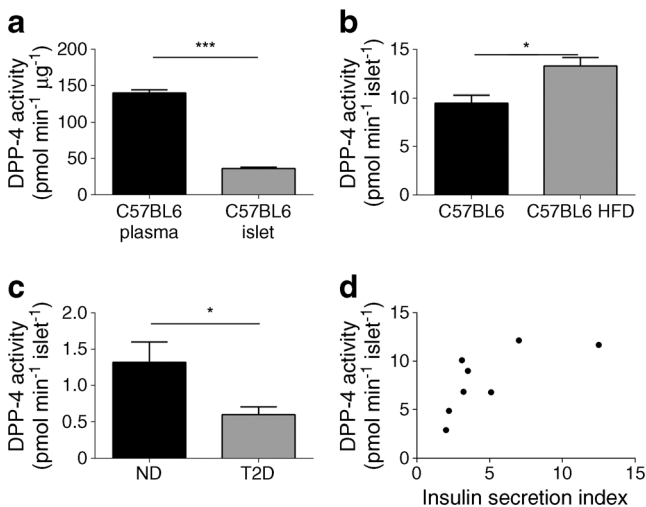 a
DPP-4 activity
(pmol min⁻¹ µg⁻¹)
200
150
100
50
0
***
C57BL6
plasma
C57BL6
islet
b
DPP-4 activity
(pmol min⁻¹ islet⁻¹)
15
10
5
0
*
C57BL6
C57BL6 HFD
c
DPP-4 activity
(pmol min⁻¹ islet⁻¹)
2.0
1.5
1.0
0.5
0
*
ND
T2D
d
DPP-4 activity
(pmol min⁻¹ islet⁻¹)
15
10
5
0
0 5 10 15
Insulin secretion index